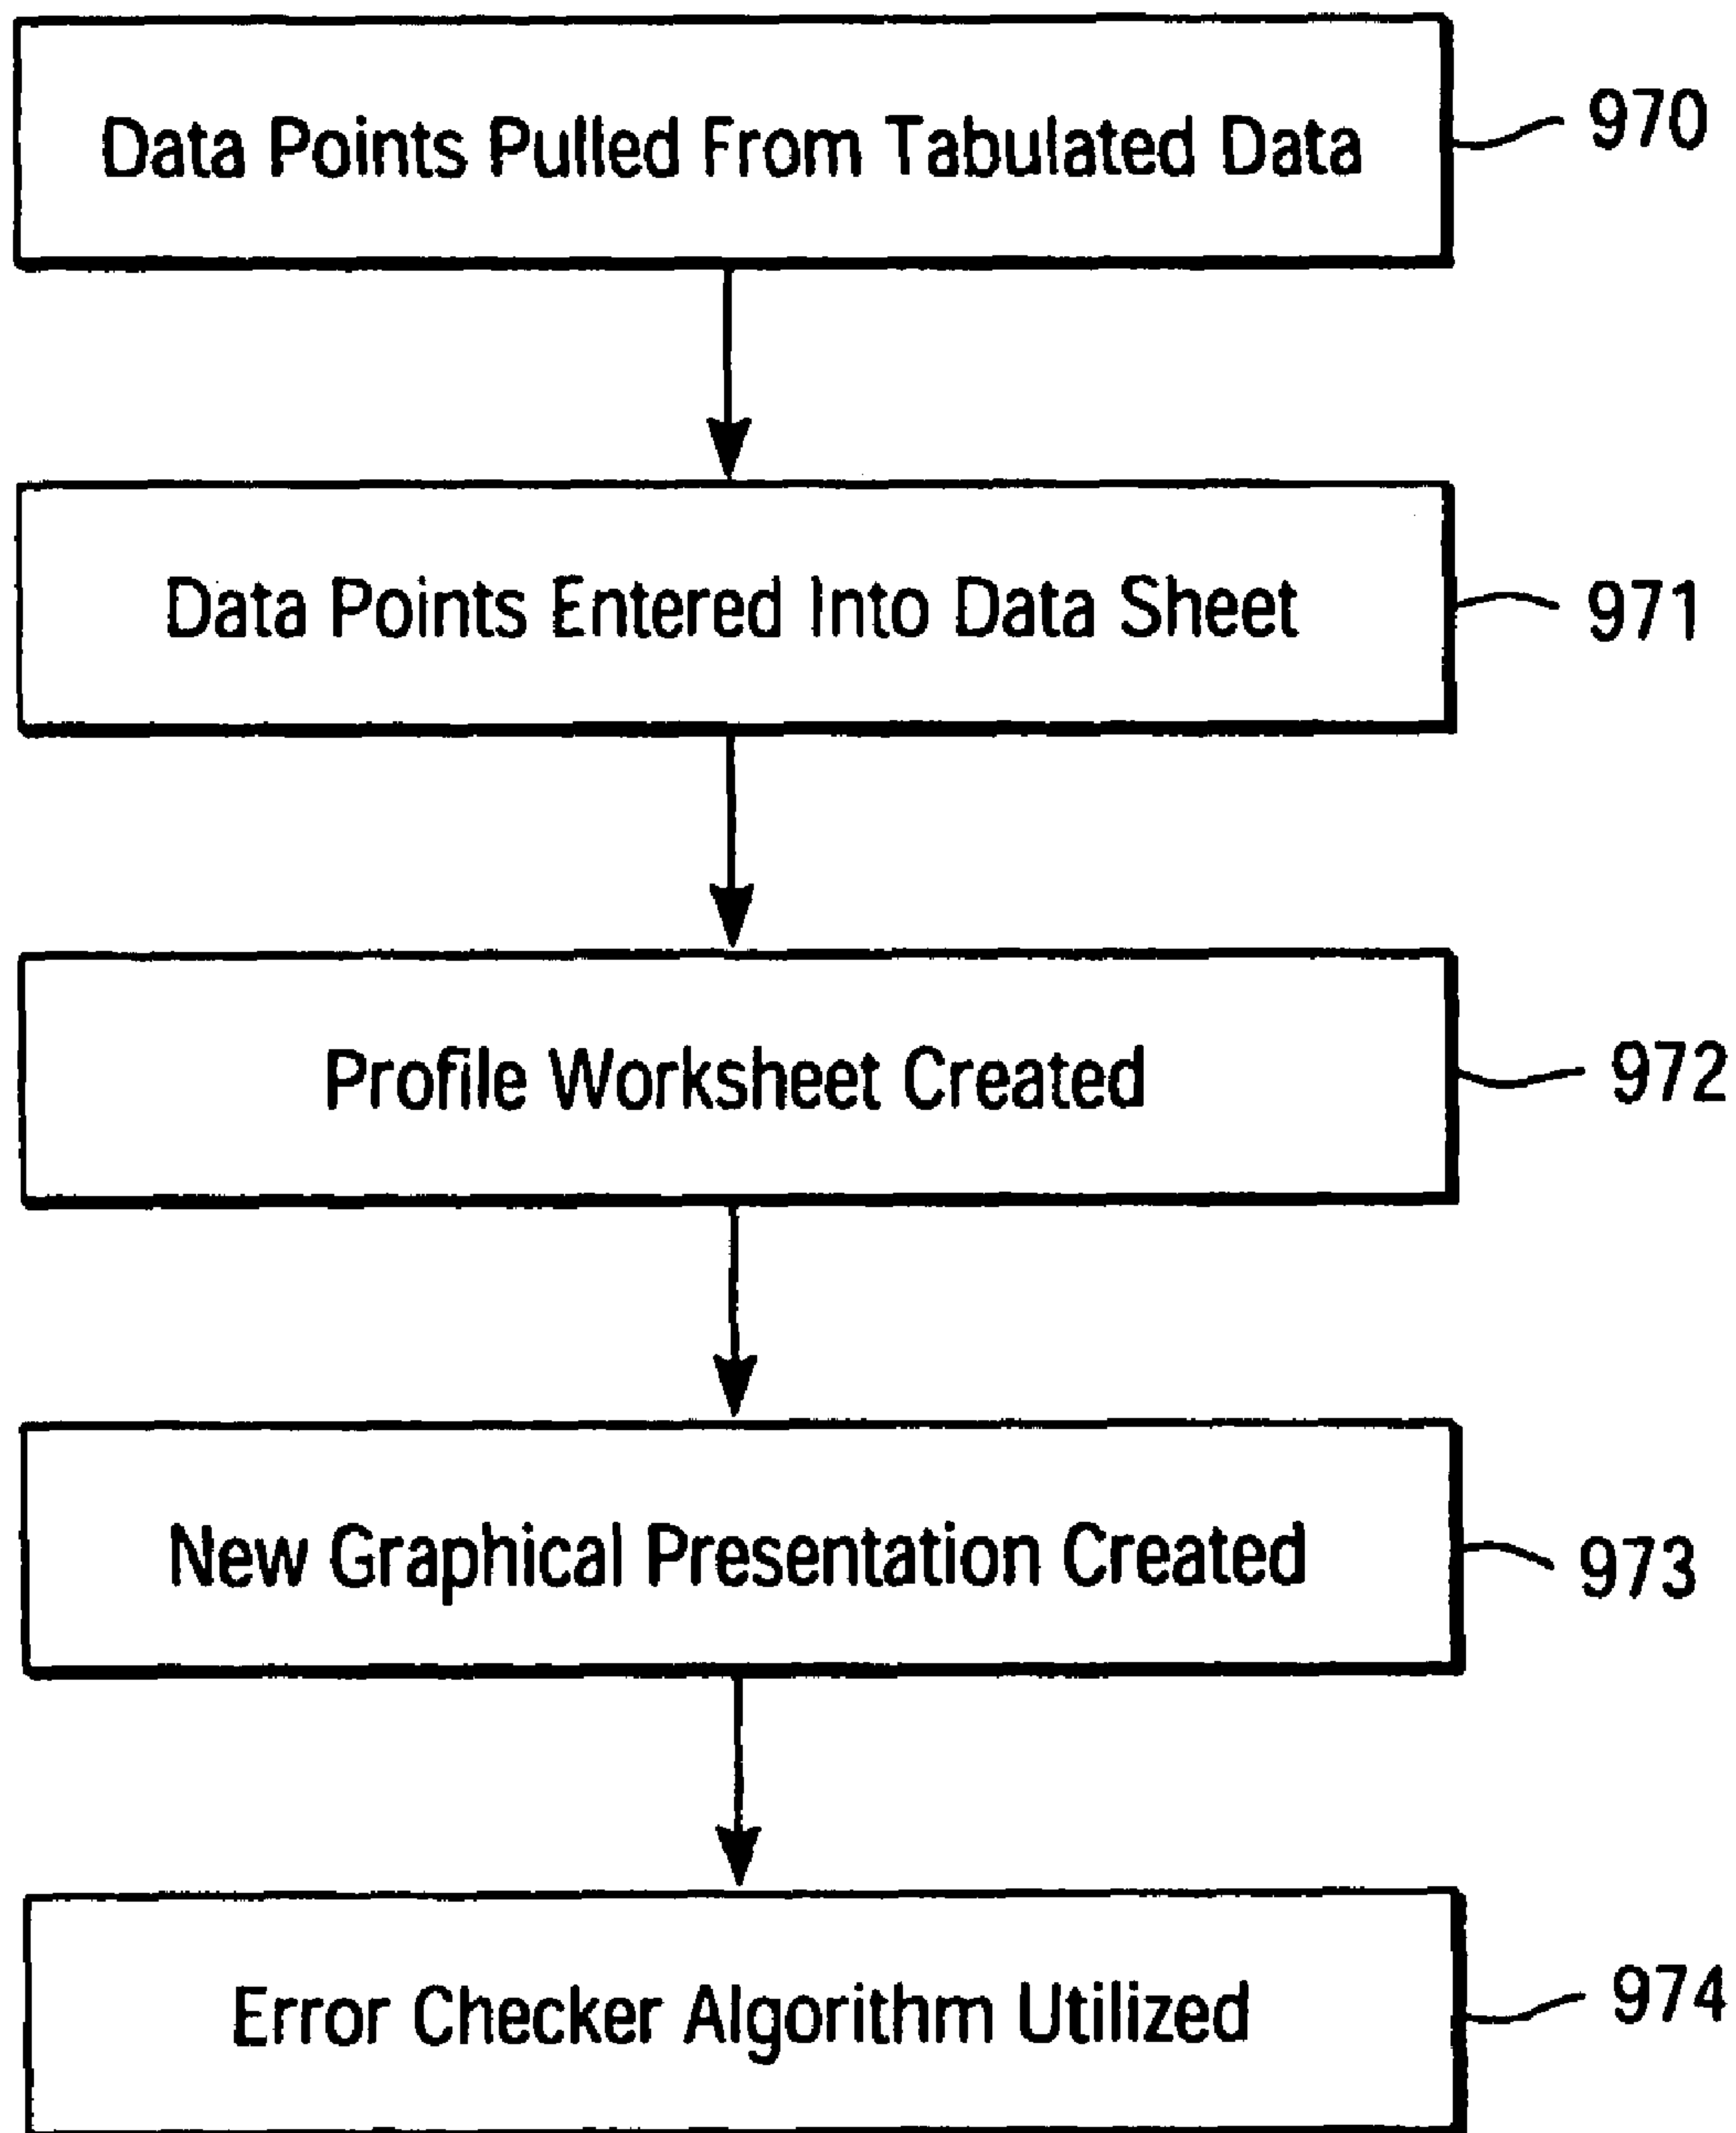 Data Points Pulled From Tabulated Data 970
Data Points Entered Into Data Sheet 971
Profile Worksheet Created 972
New Graphical Presentation Created 973
Error Checker Algorithm Utilized 974